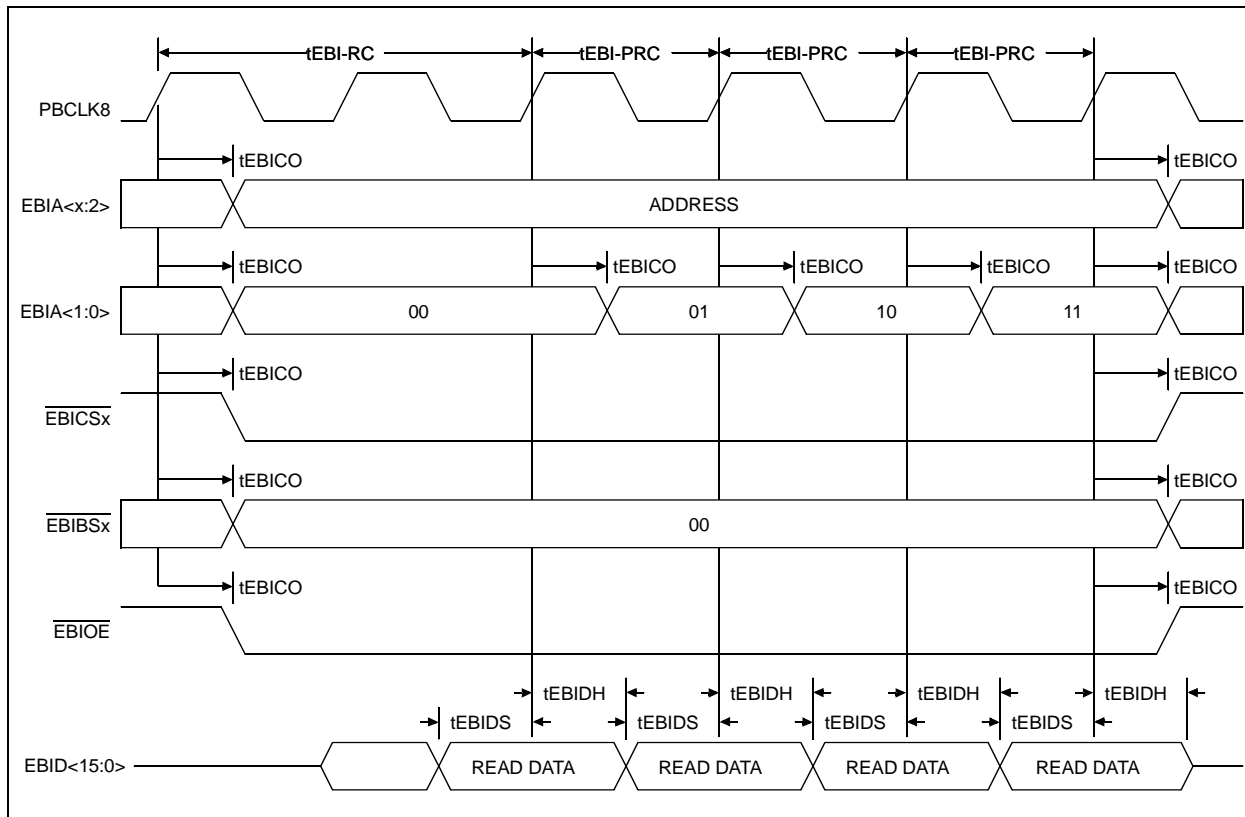 tEBI-RC tEBI-PRC tEBI-PRC tEBI-PRC
PBCLK8
tEBICO tEBICO
EBIA<x:2> ADDRESS
tEBICO tEBICO tEBICO tEBICO tEBICO
EBIA<1:0> 00 01 10 11
tEBICO tEBICO
EBICSx
tEBICO tEBICO
EBIBSx 00
tEBICO tEBICO
EBIOE
tEBIDH tEBIDH tEBIDH tEBIDH
tEBIDS tEBIDS tEBIDS tEBIDS
EBID<15:0> READ DATA READ DATA READ DATA READ DATA